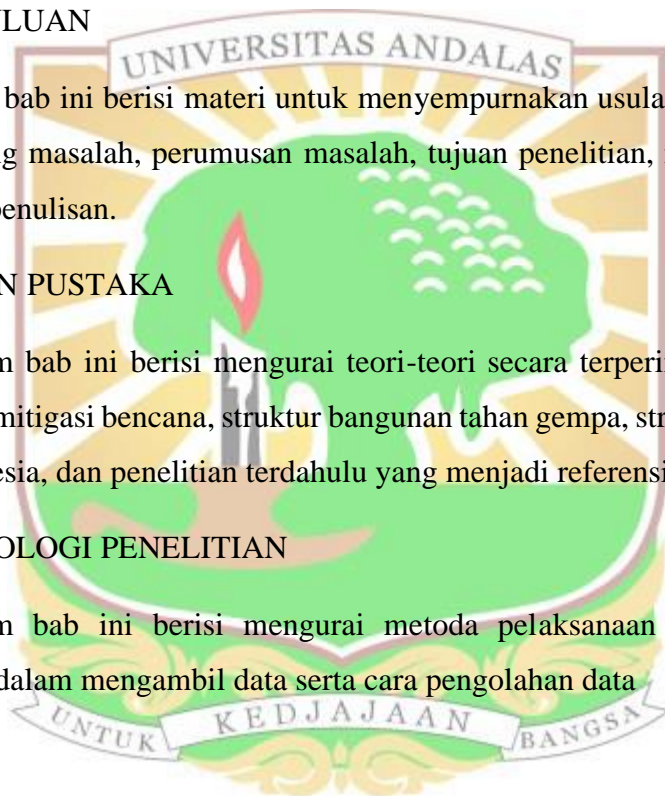 ULUAN
UNIVERSITAS ANDALAS
bab ini berisi materi untuk menyempurnakan usula
g masalah, perumusan masalah, tujuan penelitian,
penulisan.
N PUSTAKA
m bab ini berisi mengurai teori-teori secara terperi
mitigasi bencana, struktur bangunan tahan gempa, str
esia, dan penelitian terdahulu yang menjadi referensi
OLOGI PENELITIAN
m bab ini berisi mengurai metoda pelaksanaan
dalam mengambil data serta cara pengolahan data
UNTUK KEDJAJAAN BANGSA